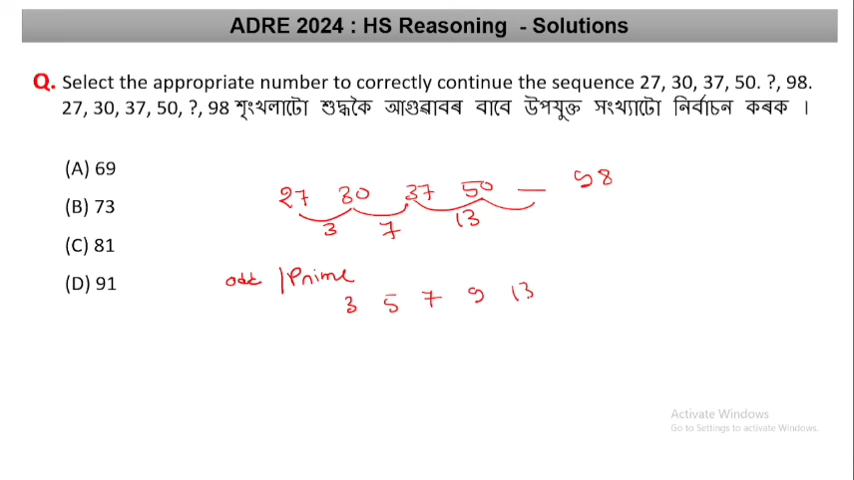 ADRE 2024 : HS Reasoning - Solutions
Q. Select the appropriate number to correctly continue the sequence 27, 30, 37, 50. ?, 98.
27, 30, 37, 50, ?, 98 শৃংখলাটো শুদ্ধকৈ আগুৱাবৰ বাবে উপযুক্ত সংখ্যাটো নিৰ্বাচন কৰক ।
(A) 69
(B) 73
(C) 81
(D) 91
27 30 37 50 — 98
3 7 13
odd | Prime
3 5 7 9 13
Activate Windows
Go to Settings to activate Windows.